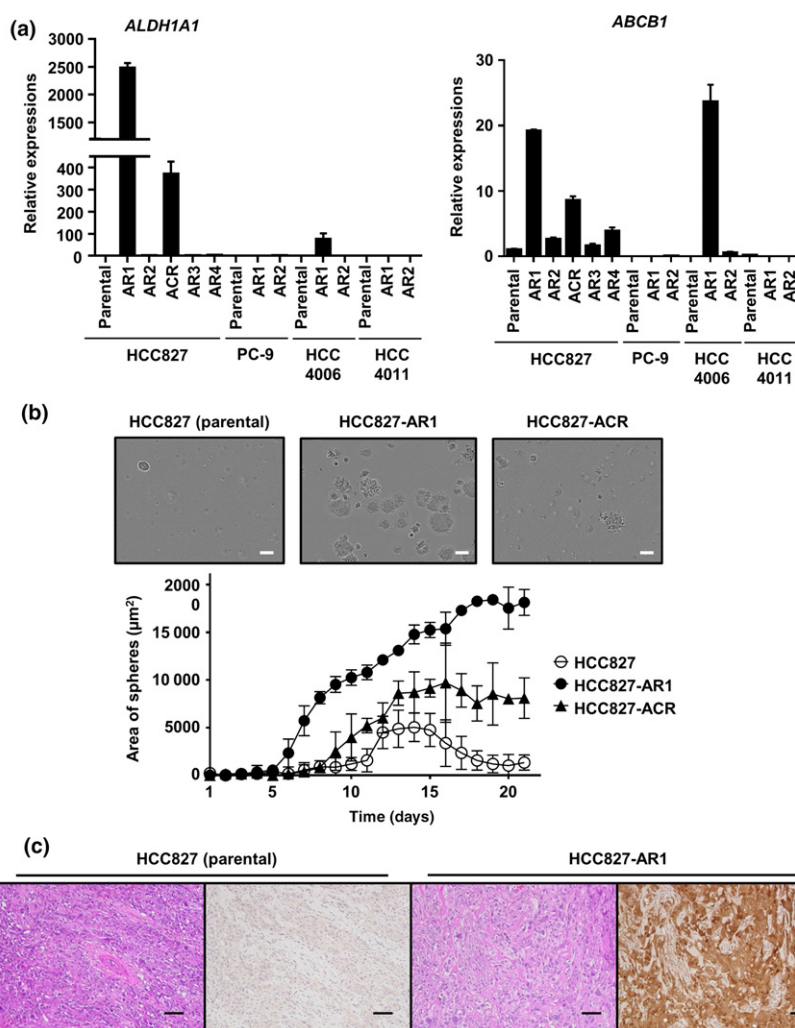 (a)
ALDH1A1
Relative expressions
3000
2500
2000
1500
400
300
200
100
0
Parental
AR1
AR2
ACR
AR3
AR4
Parental
AR1
AR2
Parental
AR1
AR2
Parental
AR1
AR2
HCC827
PC-9
HCC
4006
HCC
4011
ABCB1
Relative expressions
30
20
10
0
Parental
AR1
AR2
ACR
AR3
AR4
Parental
AR1
AR2
Parental
AR1
AR2
Parental
AR1
AR2
HCC827
PC-9
HCC
4006
HCC
4011
(b)
HCC827 (parental)
HCC827-AR1
HCC827-ACR
Area of spheres (µm²)
2000
0
15 000
10 000
5000
0
1
5
10
15
20
Time (days)
HCC827
HCC827-AR1
HCC827-ACR
(c)
HCC827 (parental)
HCC827-AR1